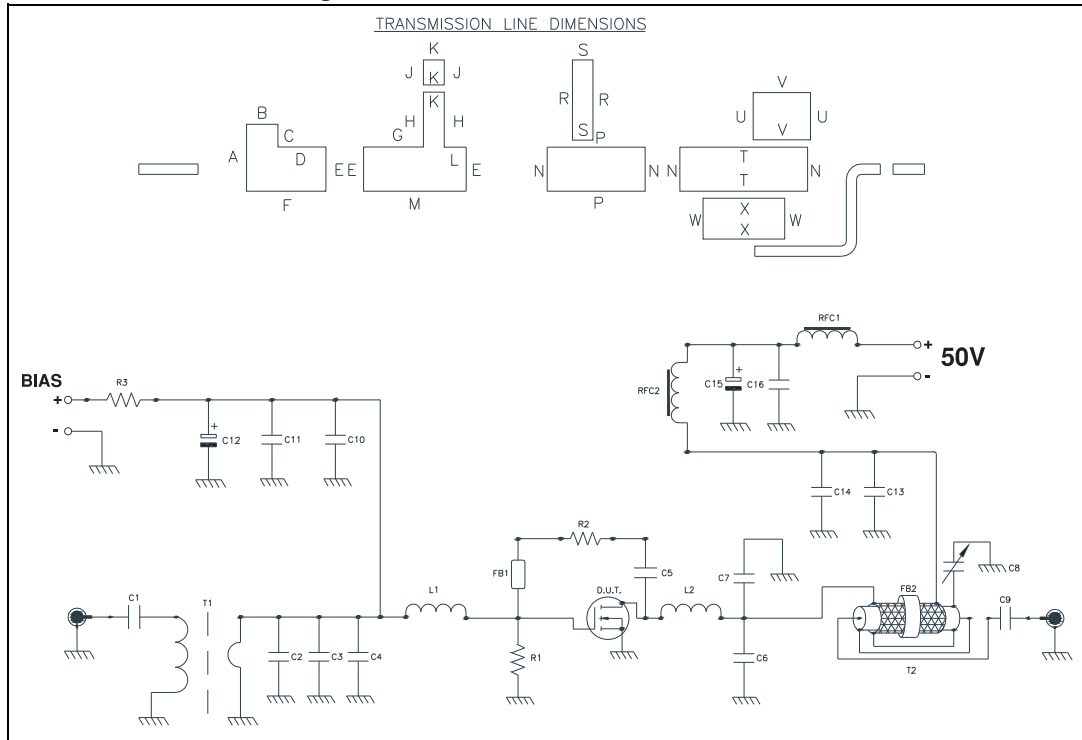 TRANSMISSION LINE DIMENSIONS
K
J K J
K
B
H H
G
C
A D E E L E
F
M
S
R R
S
P
N N
P
V
U U
V
N T N
T
W X W
X
RFC1
+
50V
-
RFC2
+
C15 C16
BIAS
+ R3
-
+
C12 C11 C10
C14 C13
R2
FB1
C5
C7
C8
L1
D.U.T.
L2
FB2
C9
C1
T1
C2 C3 C4
R1
C6
T2